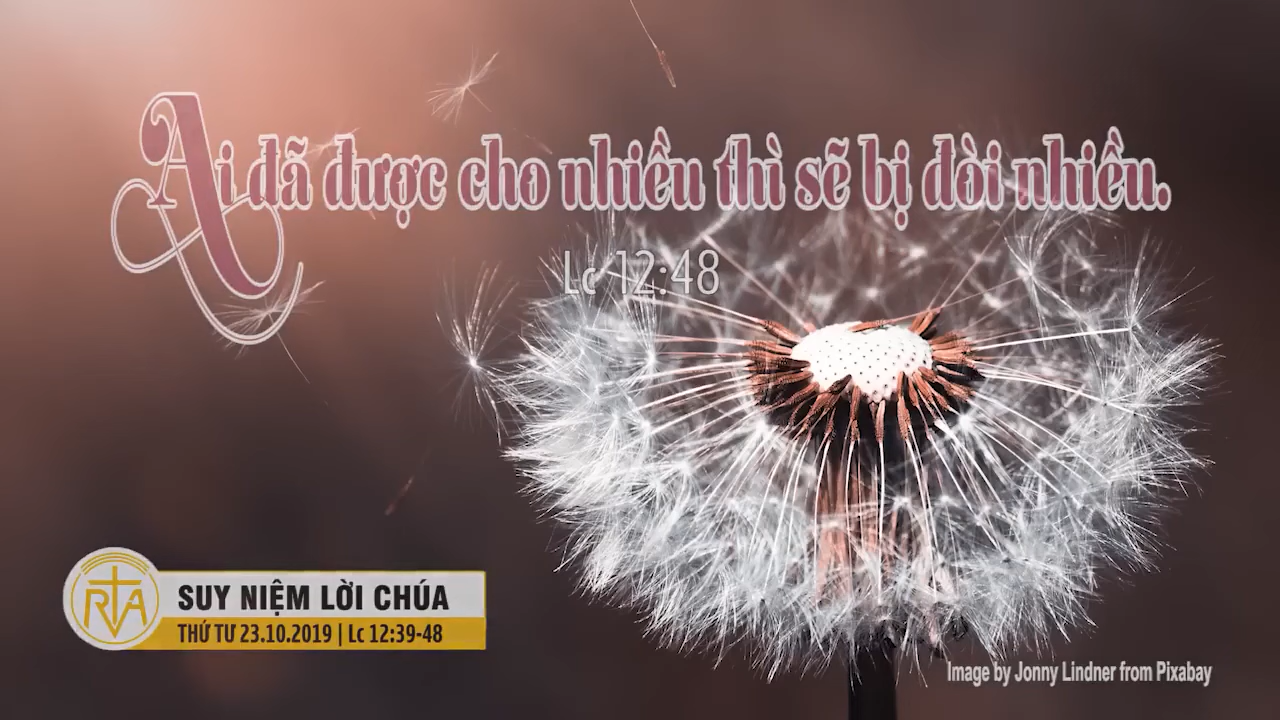 Ai đã được cho nhiều thì sẽ bị đòi nhiều.
Lc 12:48
RTA
SUY NIỆM LỜI CHÚA
THỨ TƯ 23.10.2019 | Lc 12:39-48
Image by Jonny Lindner from Pixabay